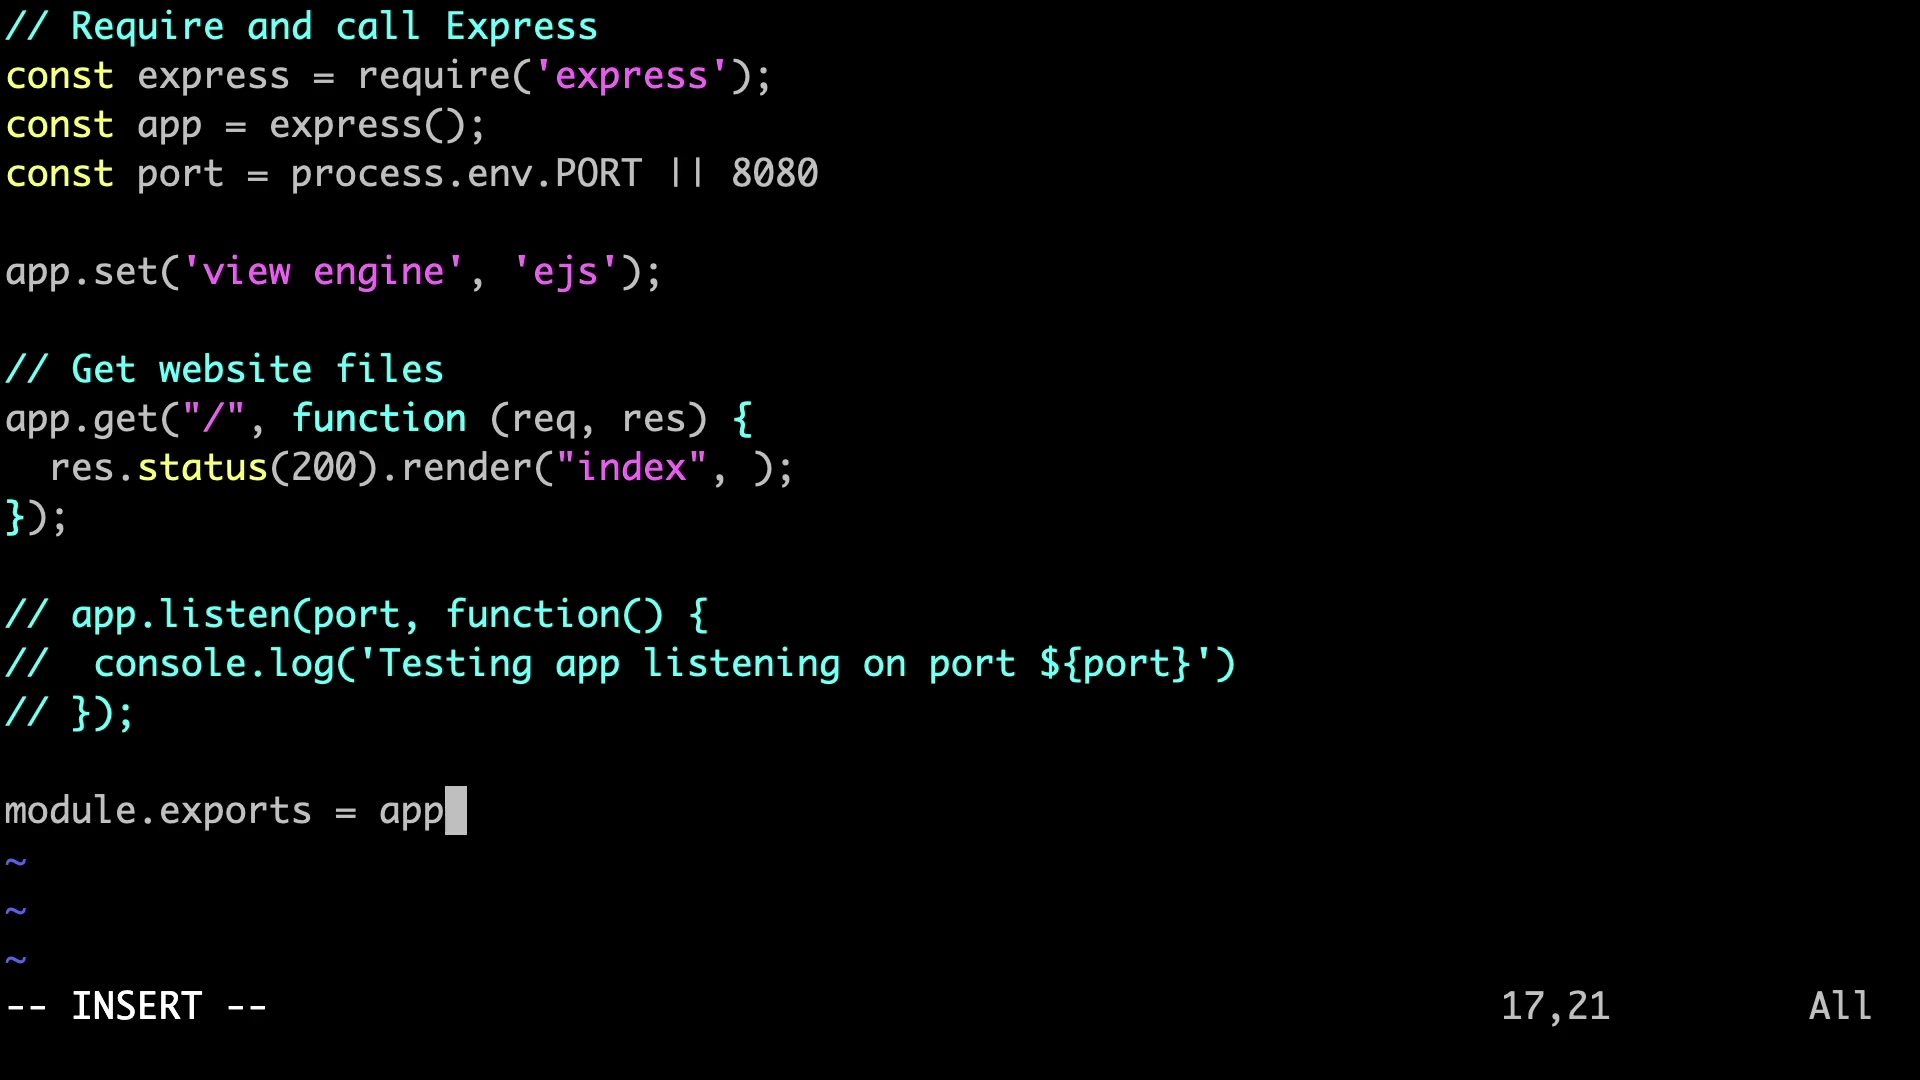 // Require and call Express
const express = require('express');
const app = express();
const port = process.env.PORT || 8080
app.set('view engine', 'ejs');
// Get website files
app.get("/", function (req, res) {
  res.status(200).render("index", );
});
// app.listen(port, function() {
//  console.log('Testing app listening on port ${port}')
// });
module.exports = app
~
~
~
-- INSERT -- 17,21 All